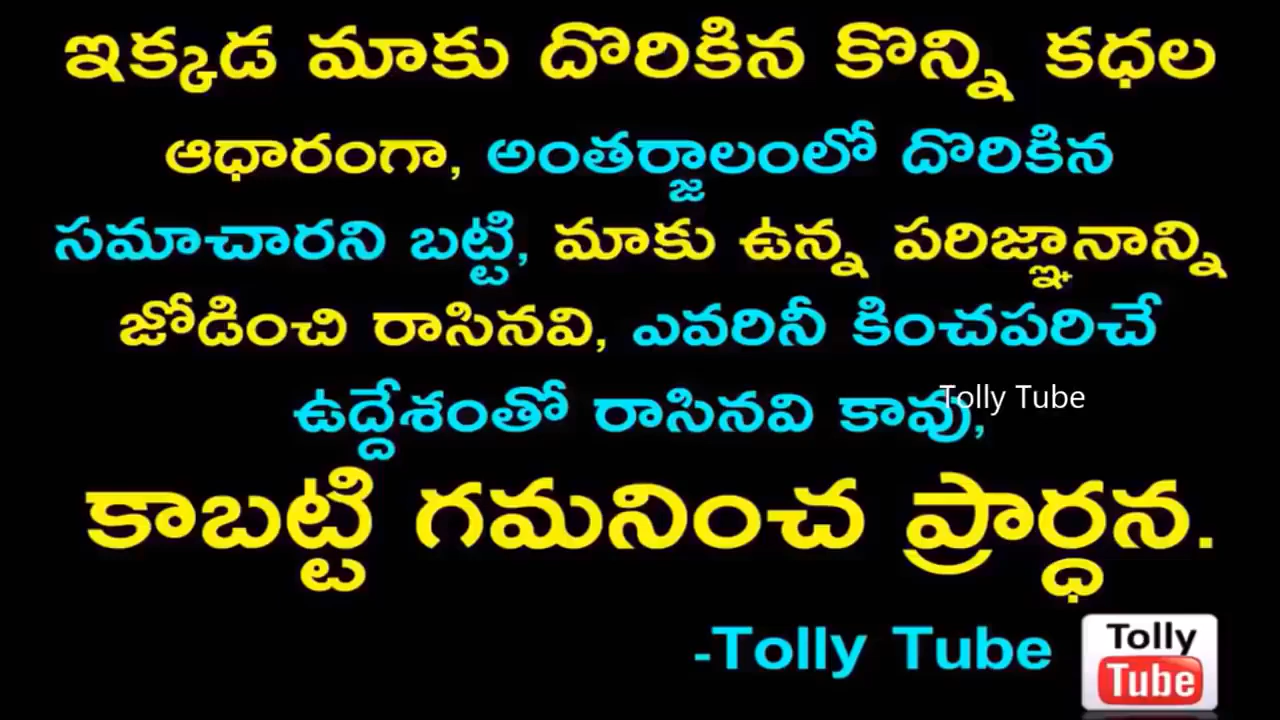 ఇక్కడ మాకు దొరికిన కొన్ని కధల
ఆధారంగా, అంతర్జాలంలో దొరికిన
సమాచారని బట్టి, మాకు ఉన్న పరిజ్ఞానాన్ని
జోడించి రాసినవి, ఎవరినీ కించపరిచే
ఉద్దేశంతో రాసినవి కావు,
Tolly Tube
కాబట్టి గమనించ ప్రార్ధన.
-Tolly Tube
Tolly
Tube